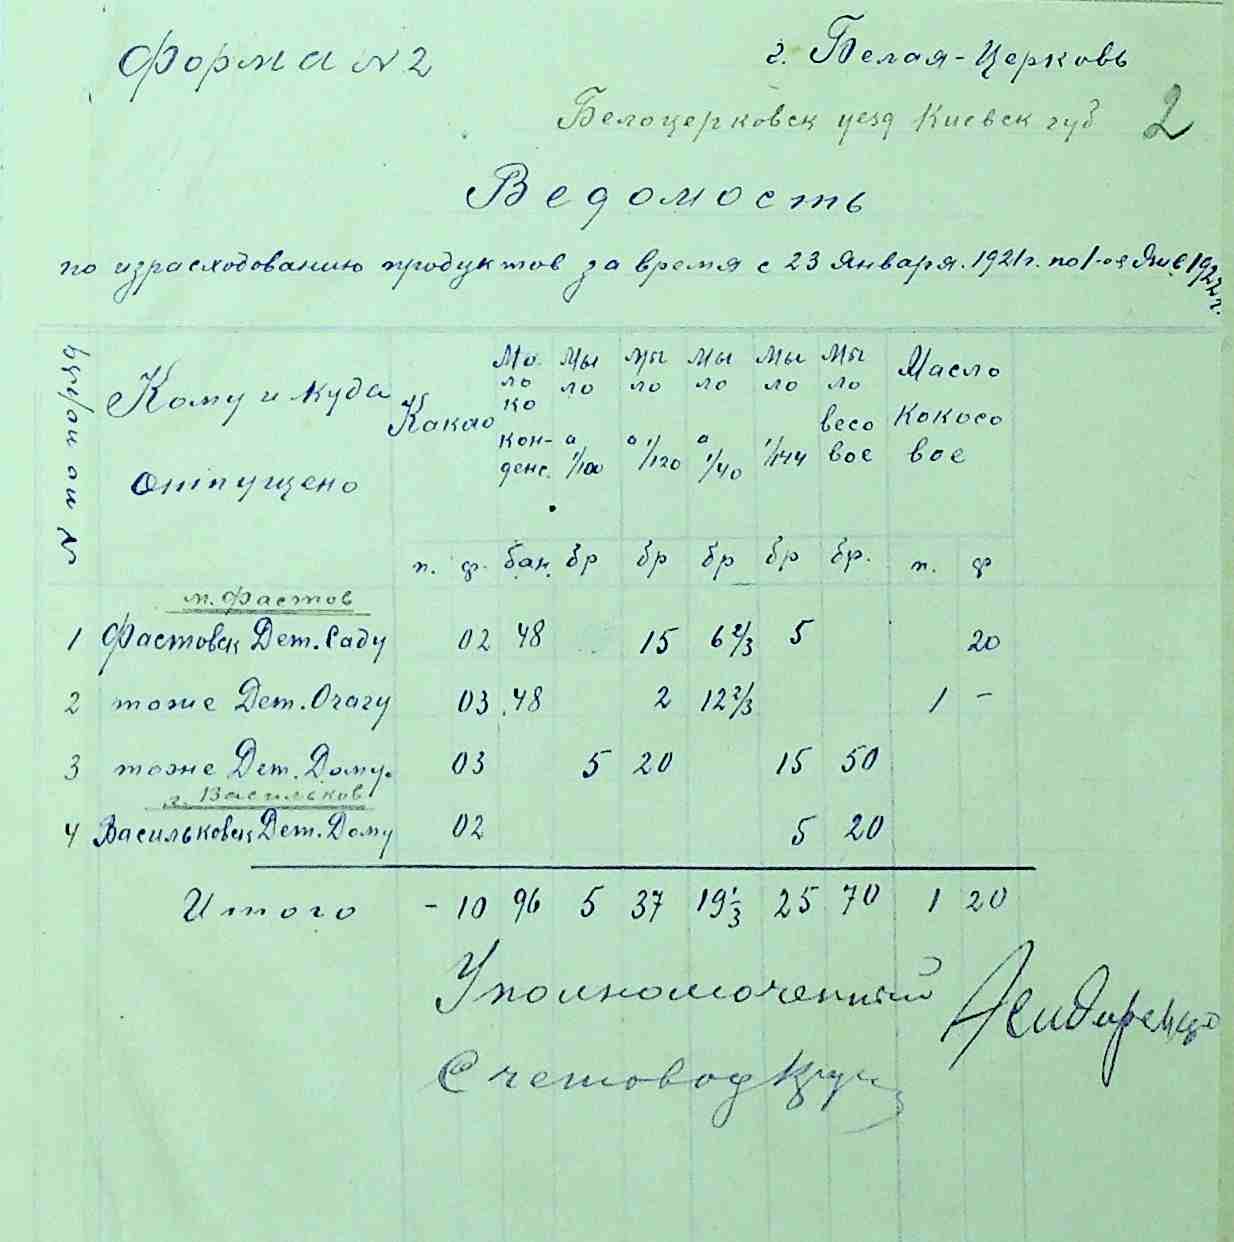 Форма № 2
г. Белая-Церковь
Белоцерковск уезд Киевск губ 2
Ведомость
по израсходованию продуктов за время с 23 Января 1921 г. по 1-ое Янв 1922 г.
№ по порядку
Кому и куда отпущено
Какао п. ф.
Молоко конденс. бан.
Мыло а 1/100 бр
Мыло а 1/120 бр
Мыло а 1/40 бр
Мыло 1/144 бр
Мыло весовое бр.
Масло кокосовое п. ф
м. Фастов
1 Фастовск Дет. Саду 02 48 15 6 2/3 5 20
2 тоже Дет. Очагу 03 48 2 12 2/3 1 –
3 тоже Дет. Дому. 03 5 20 15 50
г. Васильков
4 Васильковск Дет. Дому 02 5 20
Итого - 10 96 5 37 19 1/3 25 70 1 20
Уполномоченный
Счетовод